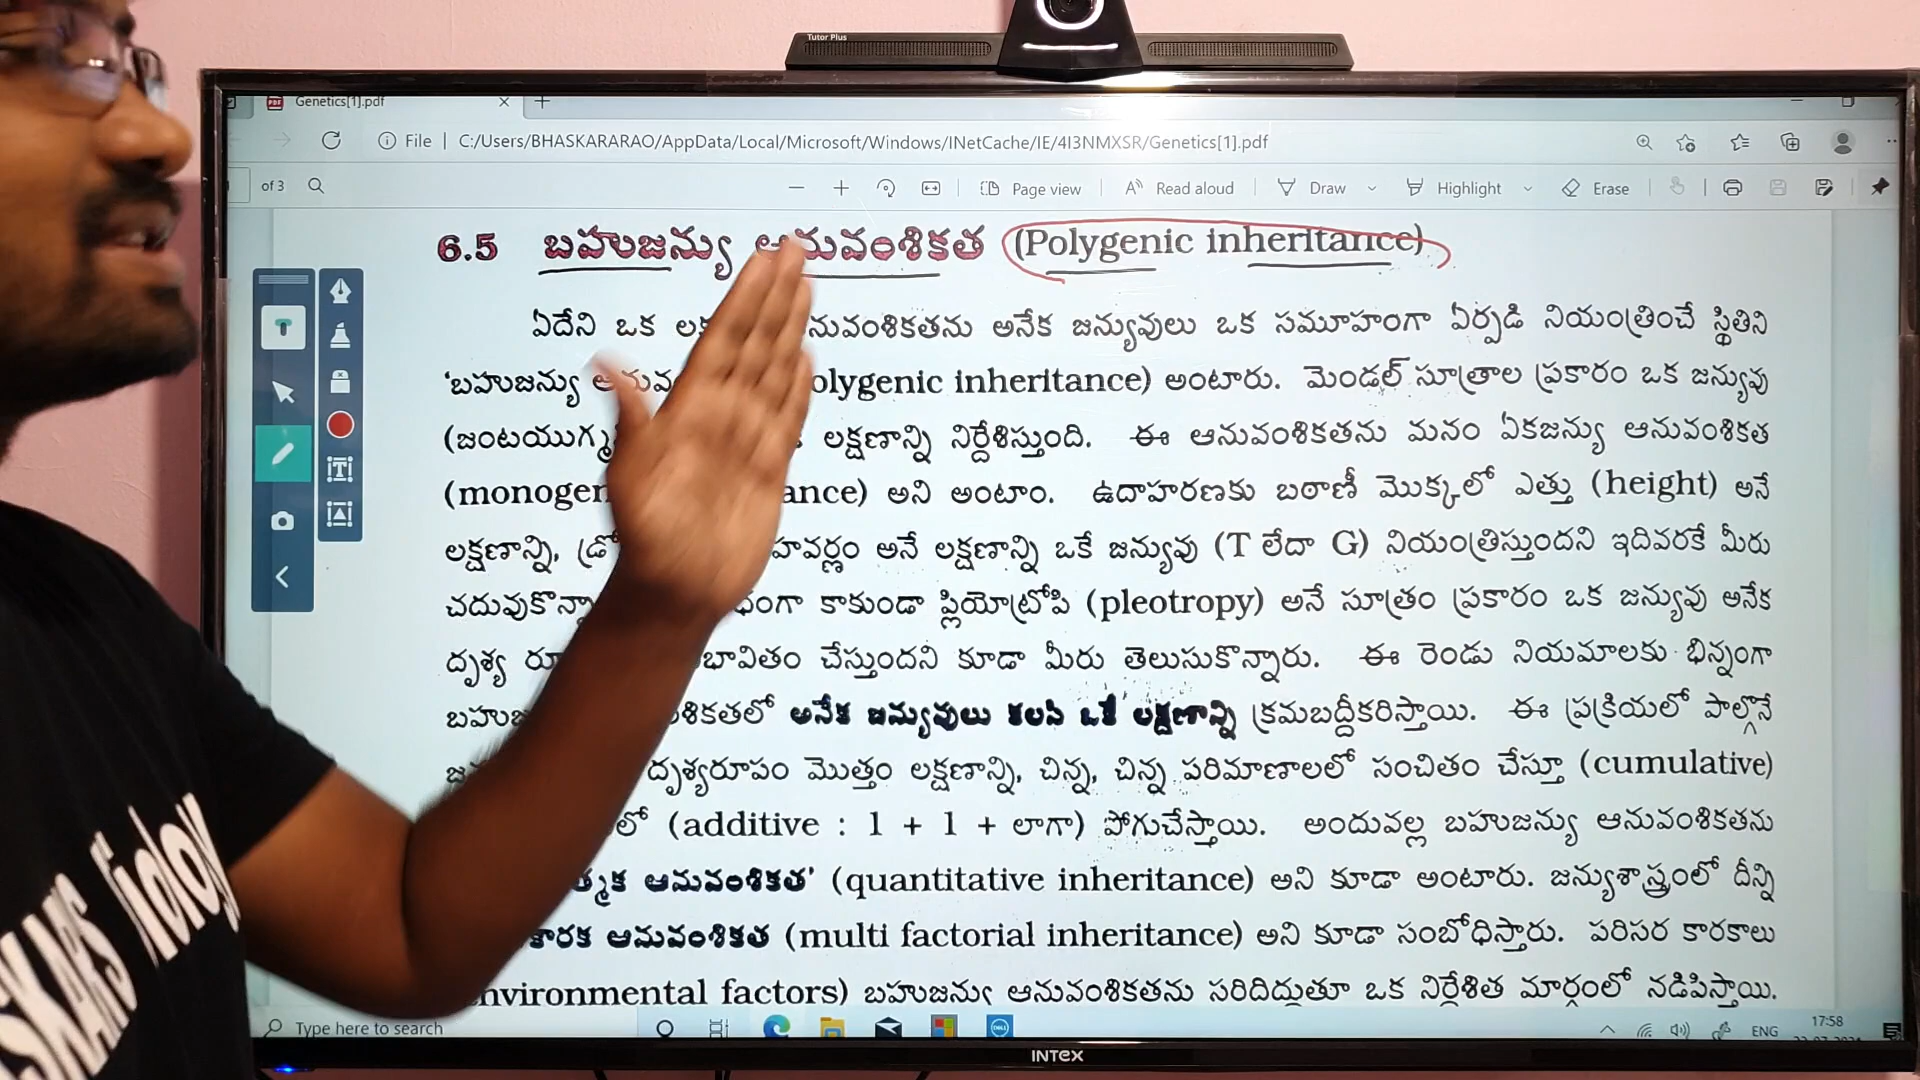 Tutor Plus
Genetics[1].pdf
File | C:/Users/BHASKARARAO/AppData/Local/Microsoft/Windows/INetCache/IE/4I3NMXSR/Genetics[1].pdf
of 3 Page view Read aloud Draw Highlight Erase
6.5 బహుజన్యు ఆనువంశికత (Polygenic inheritance)
ఏదేని ఒక నువంశికతను అనేక జన్యువులు ఒక సమూహంగా ఏర్పడి నియంత్రించే స్థితిని
'బహుజన్యు olygenic inheritance) అంటారు. మెండల్ సూత్రాల ప్రకారం ఒక జన్యువు
(జంటయుగ్మ లక్షణాన్ని నిర్దేశిస్తుంది. ఈ ఆనువంశికతను మనం ఏకజన్యు ఆనువంశికత
(monogen ance) అని అంటాం. ఉదాహరణకు బఠాణీ మొక్కలో ఎత్తు (height) అనే
లక్షణాన్ని, డ్రో హవర్ణం అనే లక్షణాన్ని ఒకే జన్యువు (T లేదా G) నియంత్రిస్తుందని ఇదివరకే మీరు
చదువుకొన్నా ధంగా కాకుండా ప్లియోట్రోపి (pleotropy) అనే సూత్రం ప్రకారం ఒక జన్యువు అనేక
దృశ్య రూ భావితం చేస్తుందని కూడా మీరు తెలుసుకొన్నారు. ఈ రెండు నియమాలకు భిన్నంగా
బహుజ శికతలో అనేక జన్యువులు కలసి ఒకే లక్షణాన్ని క్రమబద్దీకరిస్తాయి. ఈ ప్రక్రియలో పాల్గొనే
దృశ్యరూపం మొత్తం లక్షణాన్ని, చిన్న, చిన్న పరిమాణాలలో సంచితం చేస్తూ (cumulative)
లో (additive : 1 + 1 + లాగా) పోగుచేస్తాయి. అందువల్ల బహుజన్యు ఆనువంశికతను
త్మక ఆనువంశికత' (quantitative inheritance) అని కూడా అంటారు. జన్యుశాస్త్రంలో దీన్ని
కారక ఆనువంశికత (multi factorial inheritance) అని కూడా సంబోధిస్తారు. పరిసర కారకాలు
nvironmental factors) బహుజన్యు ఆనువంశికతను సరిదిద్దుతూ ఒక నిర్దేశిత మార్గంలో నడిపిస్తాయి.
Type here to search ENG 17:58
INTEX